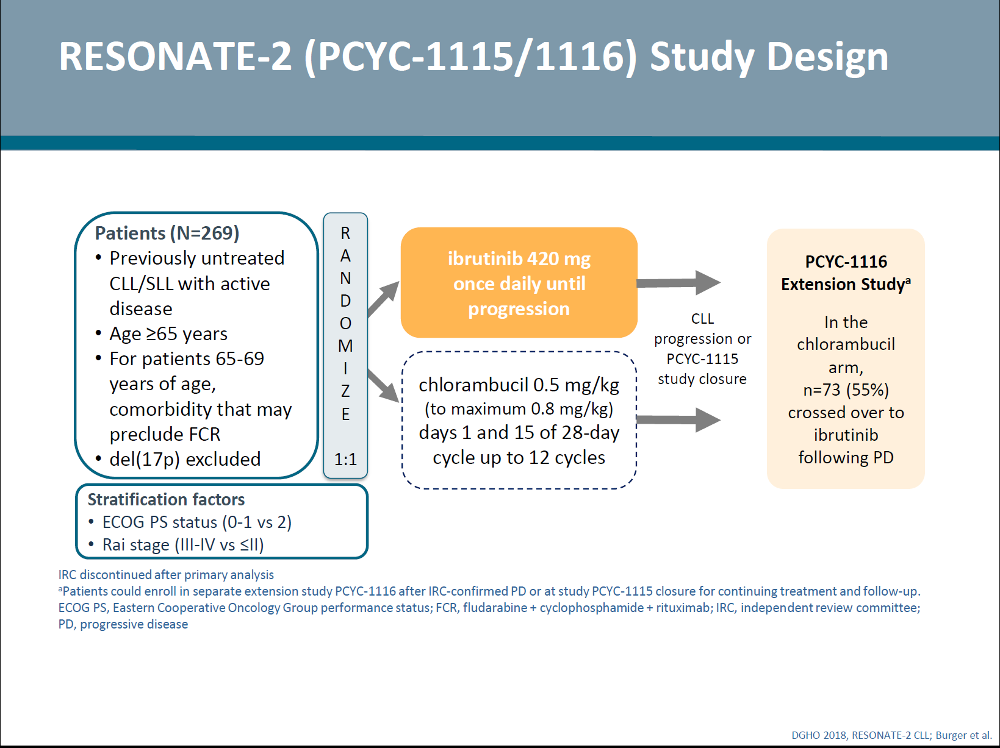 RESONATE-2 (PCYC-1115/1116) Study Design
Patients (N=269)
• Previously untreated
CLL/SLL with active
disease
• Age ≥65 years
• For patients 65-69
years of age,
comorbidity that may
preclude FCR
• del(17p) excluded
R
A
N
D
O
M
I
Z
E
1:1
Stratification factors
• ECOG PS status (0-1 vs 2)
• Rai stage (III-IV vs ≤II)
ibrutinib 420 mg
once daily until
progression
chlorambucil 0.5 mg/kg
(to maximum 0.8 mg/kg)
days 1 and 15 of 28-day
cycle up to 12 cycles
CLL
progression or
PCYC-1115
study closure
PCYC-1116
Extension Studyᵃ
In the
chlorambucil
arm,
n=73 (55%)
crossed over to
ibrutinib
following PD
IRC discontinued after primary analysis
ᵃPatients could enroll in separate extension study PCYC-1116 after IRC-confirmed PD or at study PCYC-1115 closure for continuing treatment and follow-up.
ECOG PS, Eastern Cooperative Oncology Group performance status; FCR, fludarabine + cyclophosphamide + rituximab; IRC, independent review committee;
PD, progressive disease
DGHO 2018, RESONATE-2 CLL; Burger et al.